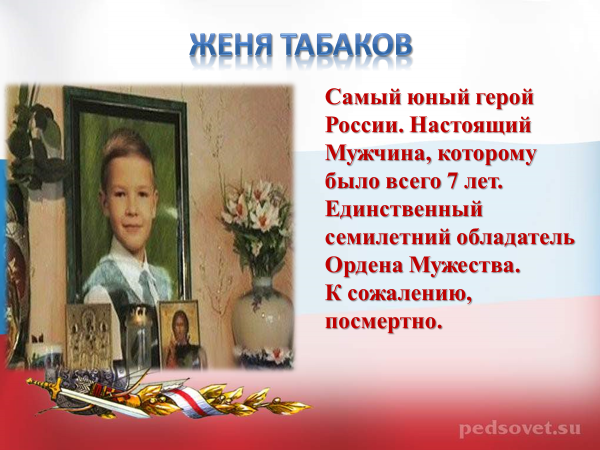 ЖЕНЯ ТАБАКОВ
Самый юный герой
России. Настоящий
Мужчина, которому
было всего 7 лет.
Единственный
семилетний обладатель
Ордена Мужества.
К сожалению,
посмертно.
pedsovet.su